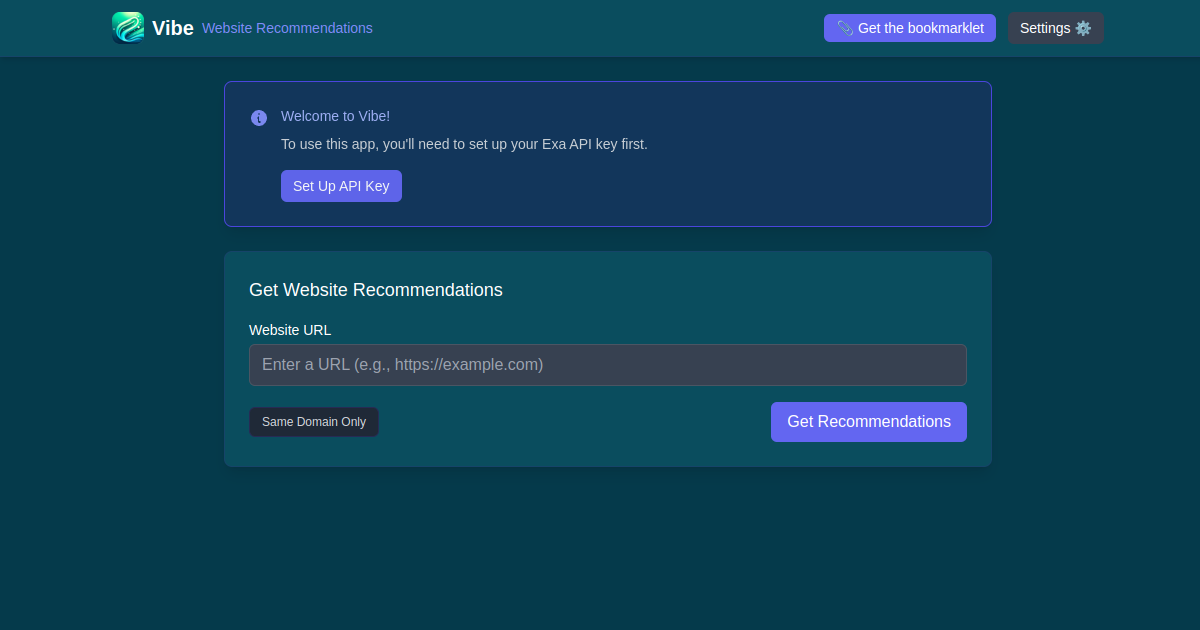 Vibe Website Recommendations 📎 Get the bookmarklet Settings ⚙️
Welcome to Vibe!
To use this app, you'll need to set up your Exa API key first.
Set Up API Key
Get Website Recommendations
Website URL
Enter a URL (e.g., https://example.com)
Same Domain Only Get Recommendations